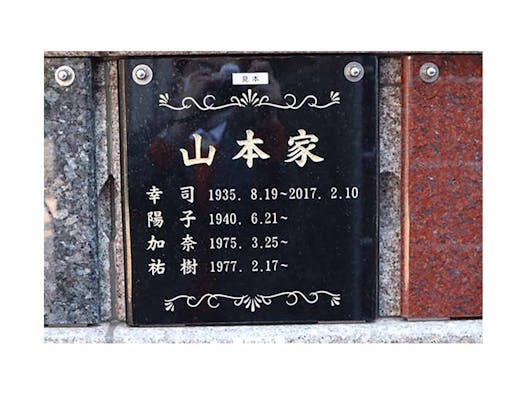 見本
山本家
幸 司 1935. 8.19~2017. 2.10
陽 子 1940. 6.21~
加 奈 1975. 3.25~
祐 樹 1977. 2.17~